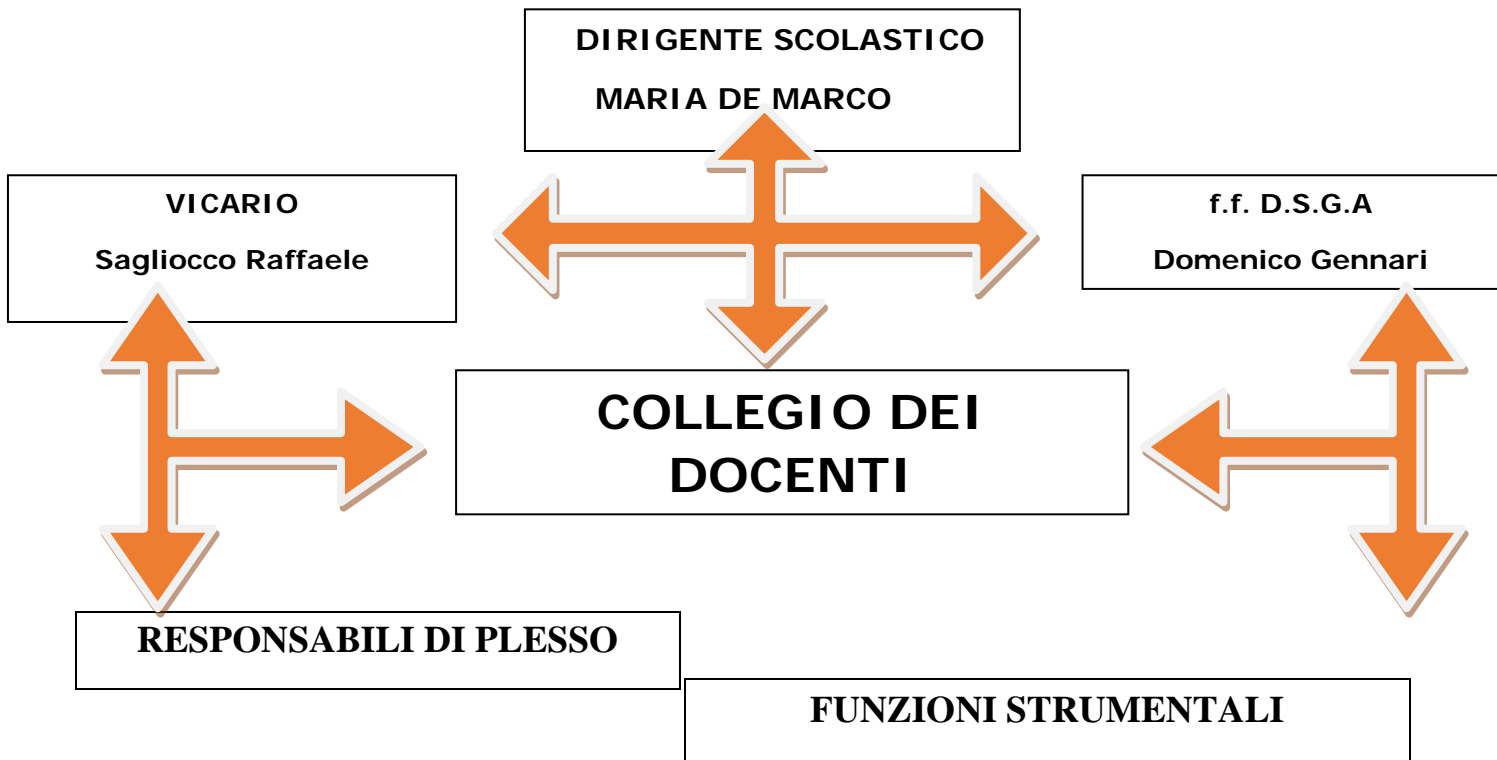 DIRIGENTE SCOLASTICO
MARIA DE MARCO
VICARIO
Sagliocco Raffaele
f.f. D.S.G.A
Domenico Gennari
COLLEGIO DEI
DOCENTI
RESPONSABILI DI PLESSO
FUNZIONI STRUMENTALI